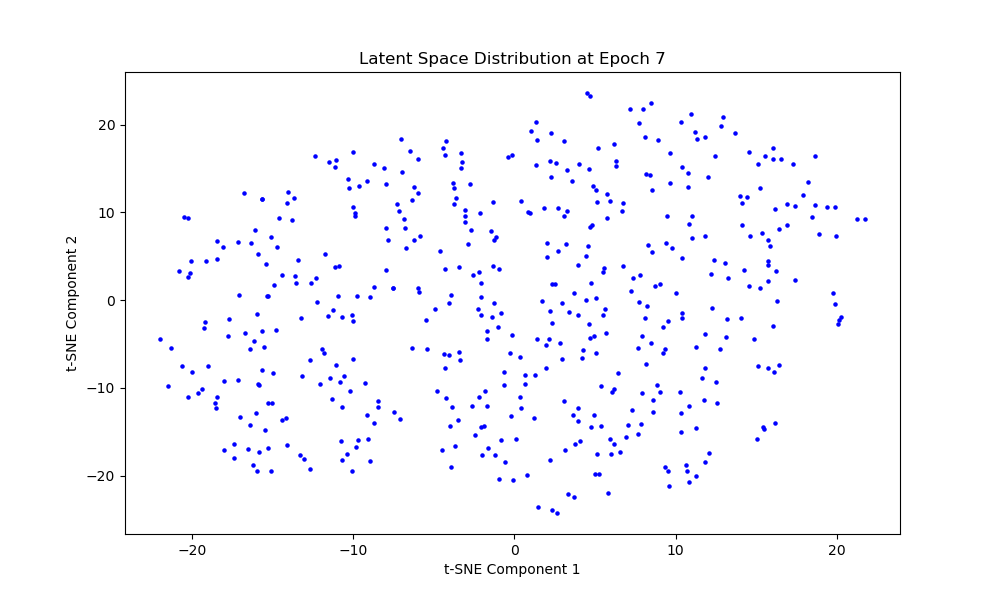 Latent Space Distribution at Epoch 7
20
10
0
−10
−20
t-SNE Component 2
−20 −10 0 10 20
t-SNE Component 1